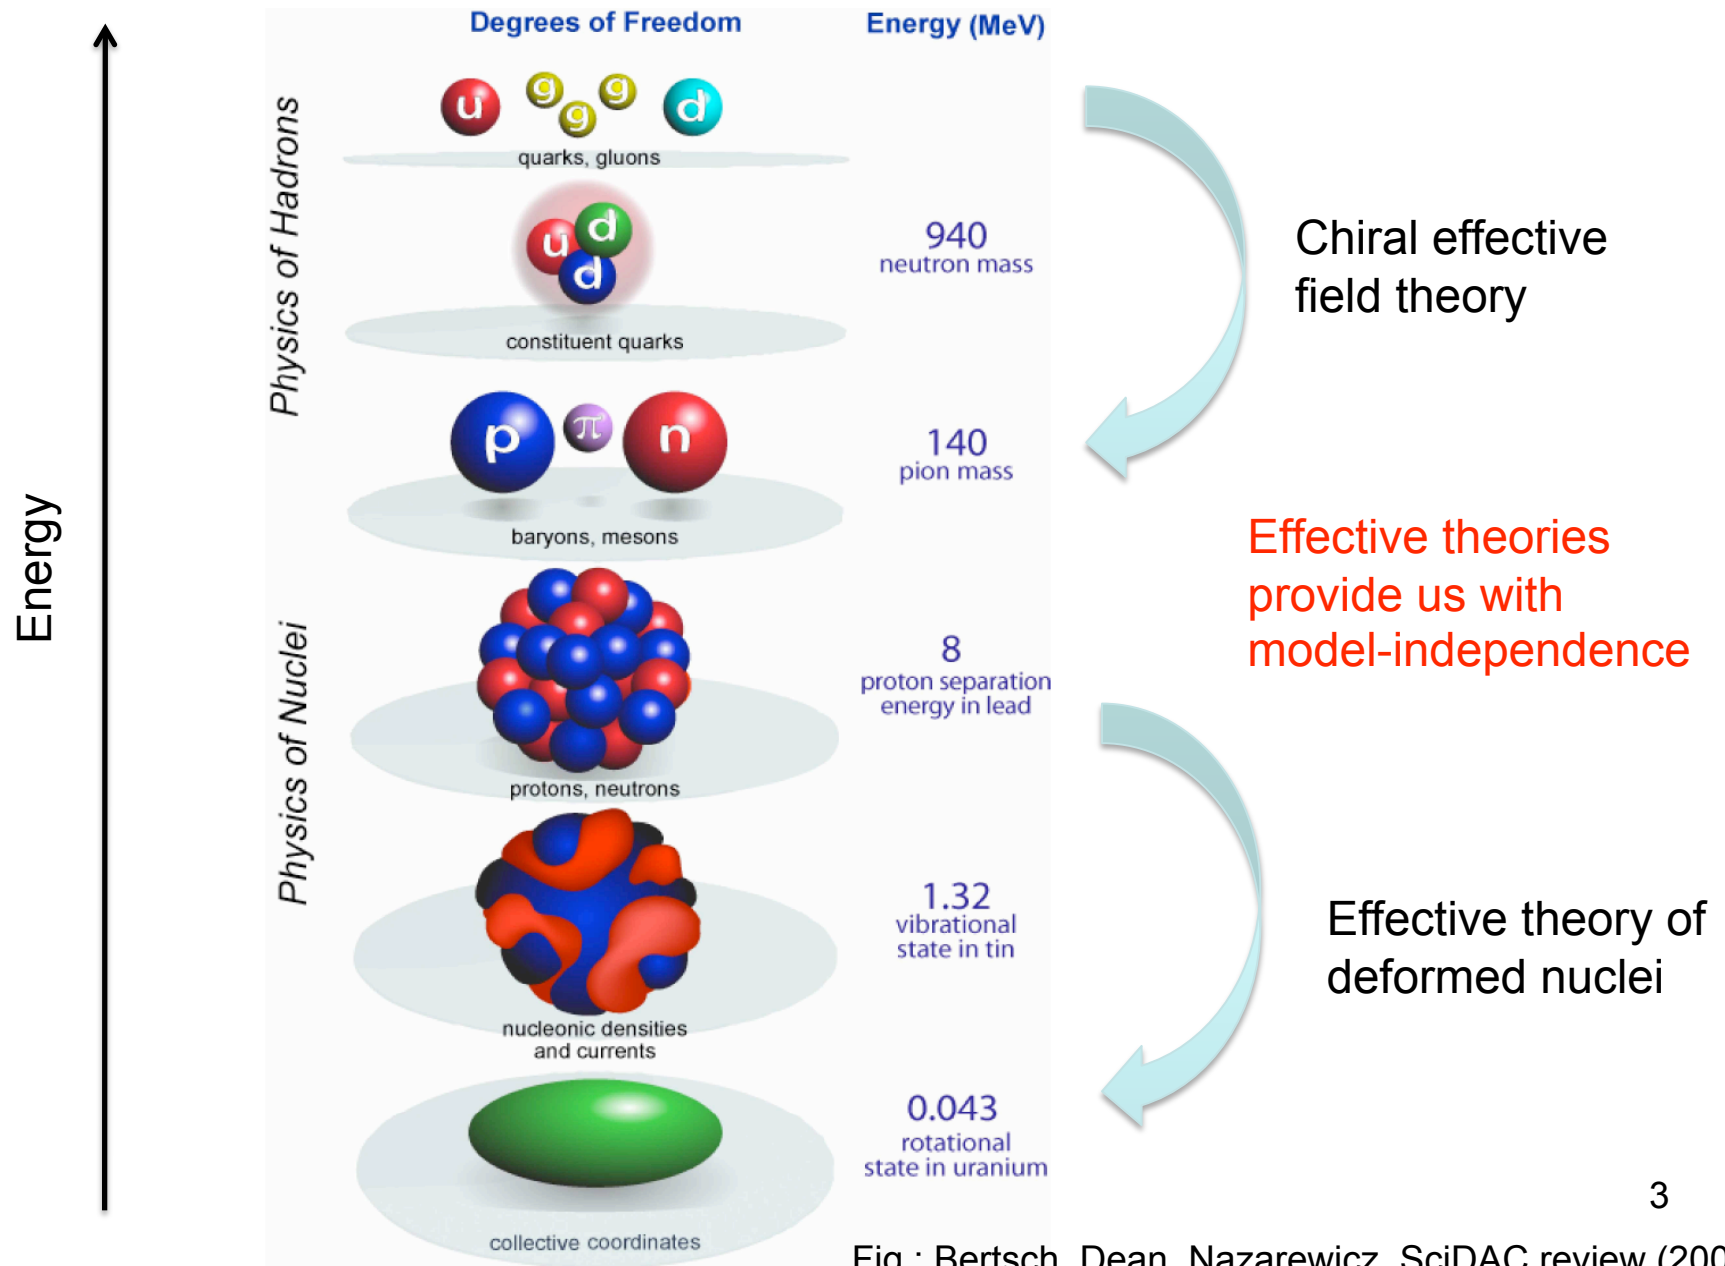 Degrees of Freedom
Energy (MeV)
Energy
Physics of Hadrons
u g g g d
quarks, gluons
u d d
940
neutron mass
constituent quarks
Chiral effective
field theory
p π n
140
pion mass
baryons, mesons
Effective theories
provide us with
model-independence
Physics of Nuclei
8
proton separation
energy in lead
protons, neutrons
1.32
vibrational
state in tin
nucleonic densities
and currents
Effective theory of
deformed nuclei
0.043
rotational
state in uranium
collective coordinates
3
Fig.: Bertsch, Dean, Nazarewicz, SciDAC review (200